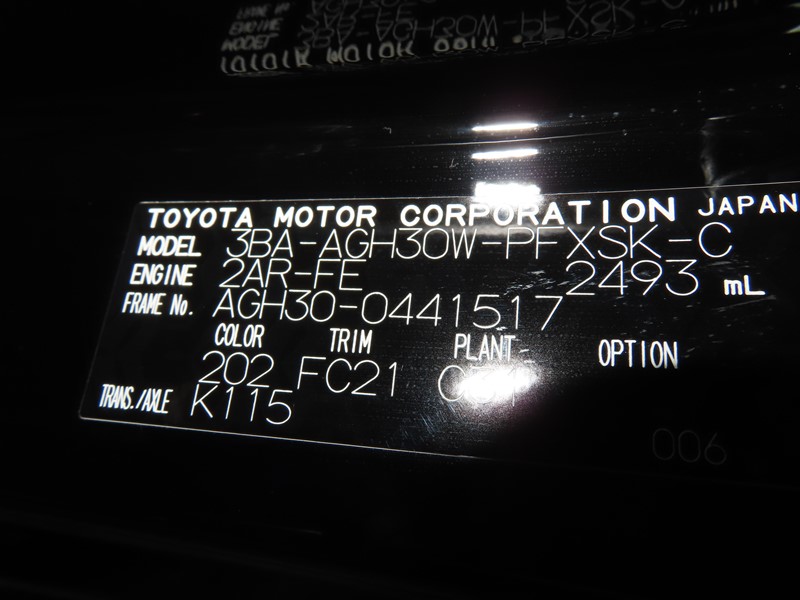 TOYOTA MOTOR CORPORATION JAPAN
MODEL 3BA-AGH30W-PFXSK-C
ENGINE 2AR-FE 2493 mL
FRAME No. AGH30-0441517
COLOR TRIM PLANT OPTION
202 FC21
TRANS./AXLE K115
006